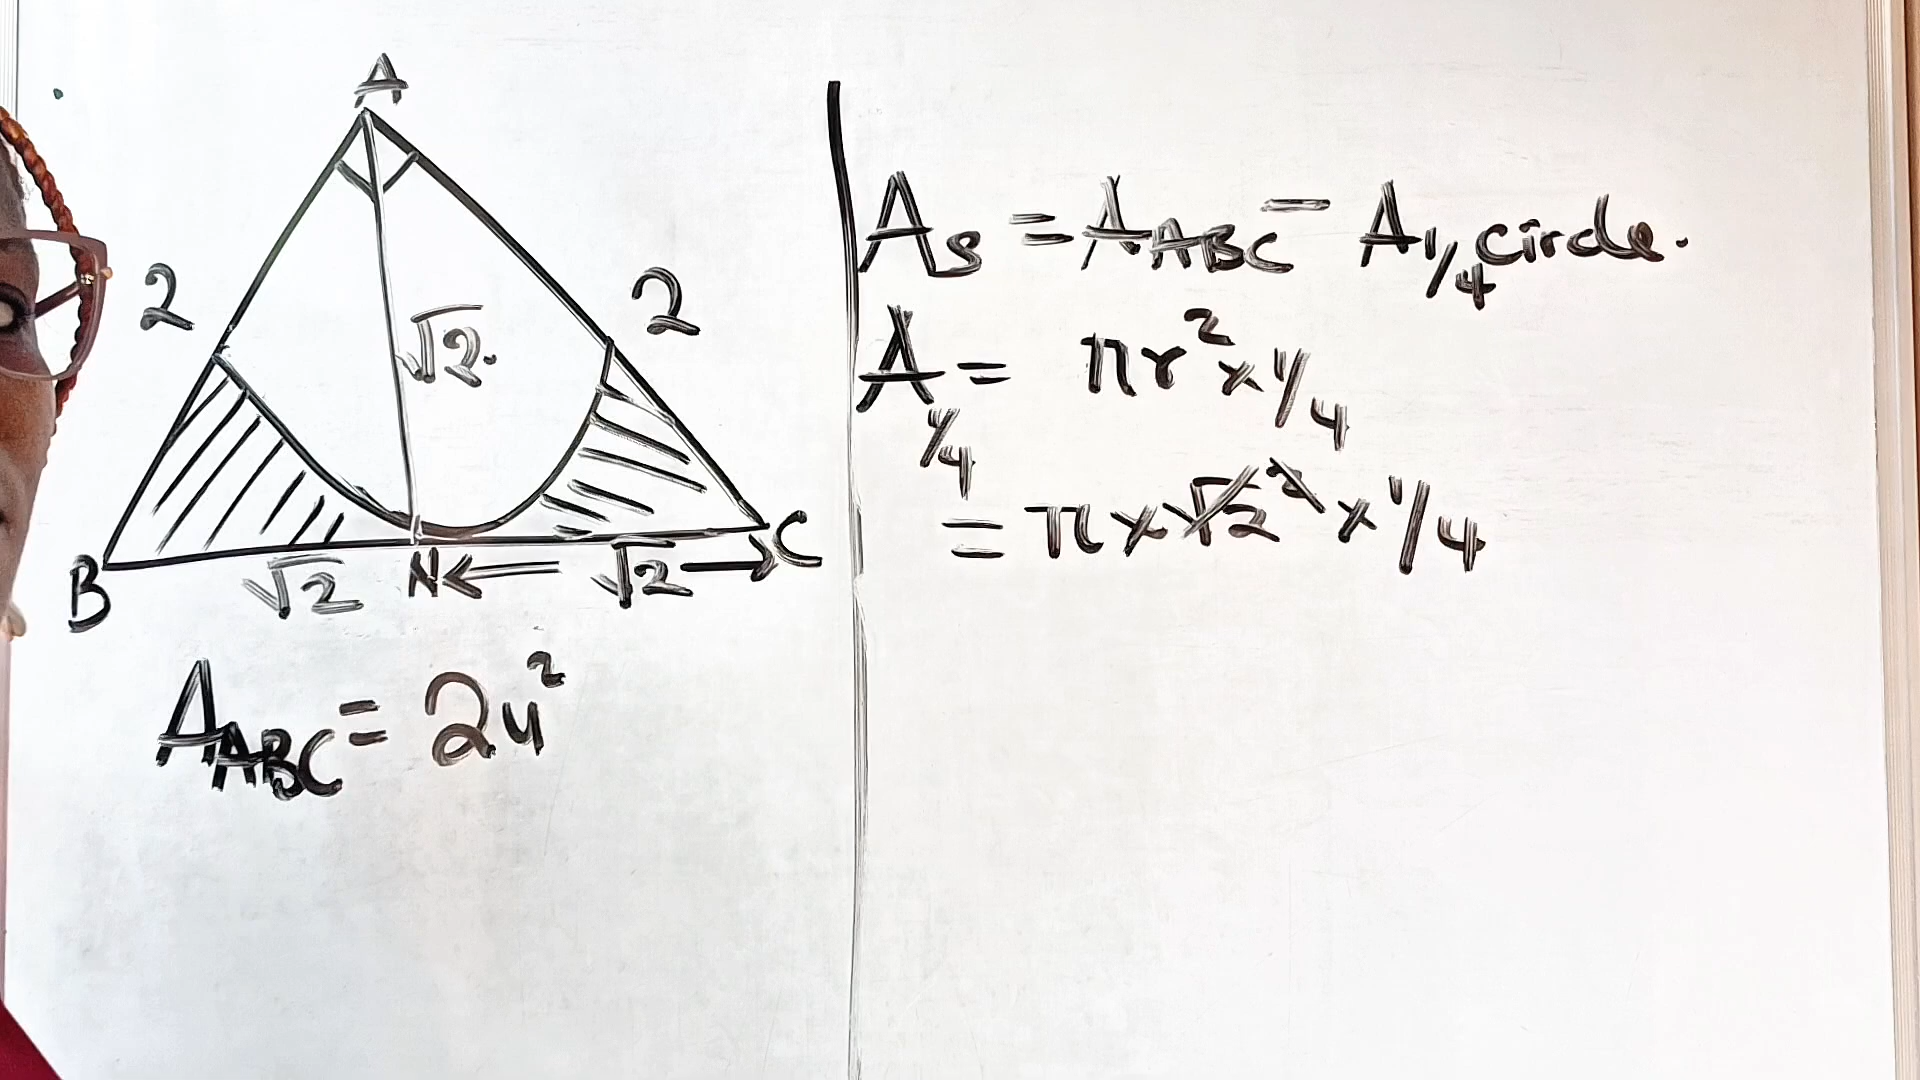 A
2
2
√2.
B
√2
N
√2
C
A_ABC = 2u²
A_S = A_ABC - A_1/4 circle.
A_1/4 = πr² × 1/4
= π × √2² × 1/4